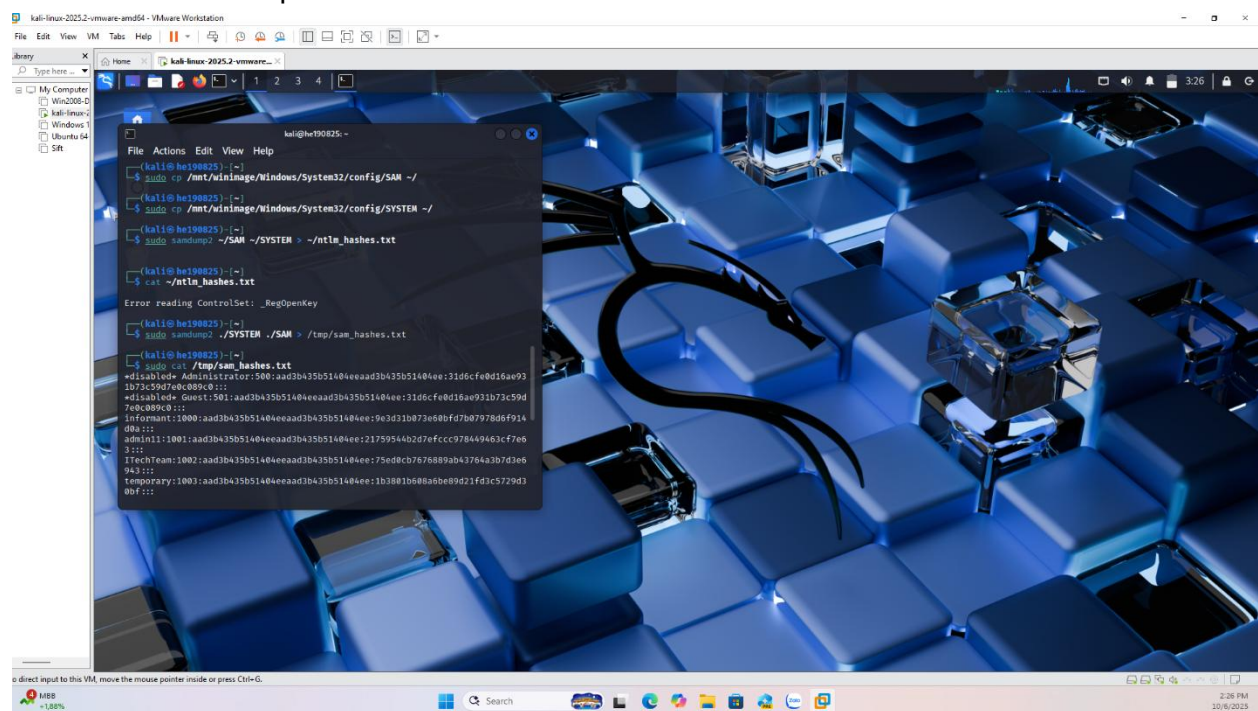 kali-linux-2025.2-vmware-amd64 - VMware Workstation
File Edit View VM Tabs Help
Library
Type here ...
Home
kali-linux-2025.2-vmware...
My Computer
Win2008-D
kali-linux-2
Windows 1
Ubuntu 64
Sift
1 2 3 4
3:26
kali@he190825: ~
File Actions Edit View Help
(kali@he190825)-[~]
$ sudo cp /mnt/winimage/Windows/System32/config/SAM ~/
(kali@he190825)-[~]
$ sudo cp /mnt/winimage/Windows/System32/config/SYSTEM ~/
(kali@he190825)-[~]
$ sudo samdump2 ~/SAM ~/SYSTEM > ~/ntlm_hashes.txt
(kali@he190825)-[~]
$ cat ~/ntlm_hashes.txt
Error reading ControlSet: _RegOpenKey
(kali@he190825)-[~]
$ sudo samdump2 ./SYSTEM ./SAM > /tmp/sam_hashes.txt
(kali@he190825)-[~]
$ sudo cat /tmp/sam_hashes.txt
*disabled* Administrator:500:aad3b435b51404eeaad3b435b51404ee:31d6cfe0d16ae93
1b73c59d7e0c089c0:::
*disabled* Guest:501:aad3b435b51404eeaad3b435b51404ee:31d6cfe0d16ae931b73c59d
7e0c089c0:::
informant:1000:aad3b435b51404eeaad3b435b51404ee:9e3d31b073e60bfd7b07978d6f914
d0a:::
admin11:1001:aad3b435b51404eeaad3b435b51404ee:21759544b2d7efccc978449463cf7e6
3:::
ITechTeam:1002:aad3b435b51404eeaad3b435b51404ee:75ed0cb7676889ab43764a3b7d3e6
943:::
temporary:1003:aad3b435b51404eeaad3b435b51404ee:1b3801b608a6be89d21fd3c5729d3
0bf:::
o direct input to this VM, move the mouse pointer inside or press Ctrl+G.
4
MBB
+1,88%
Search
Zalo
2:26 PM
10/6/2025